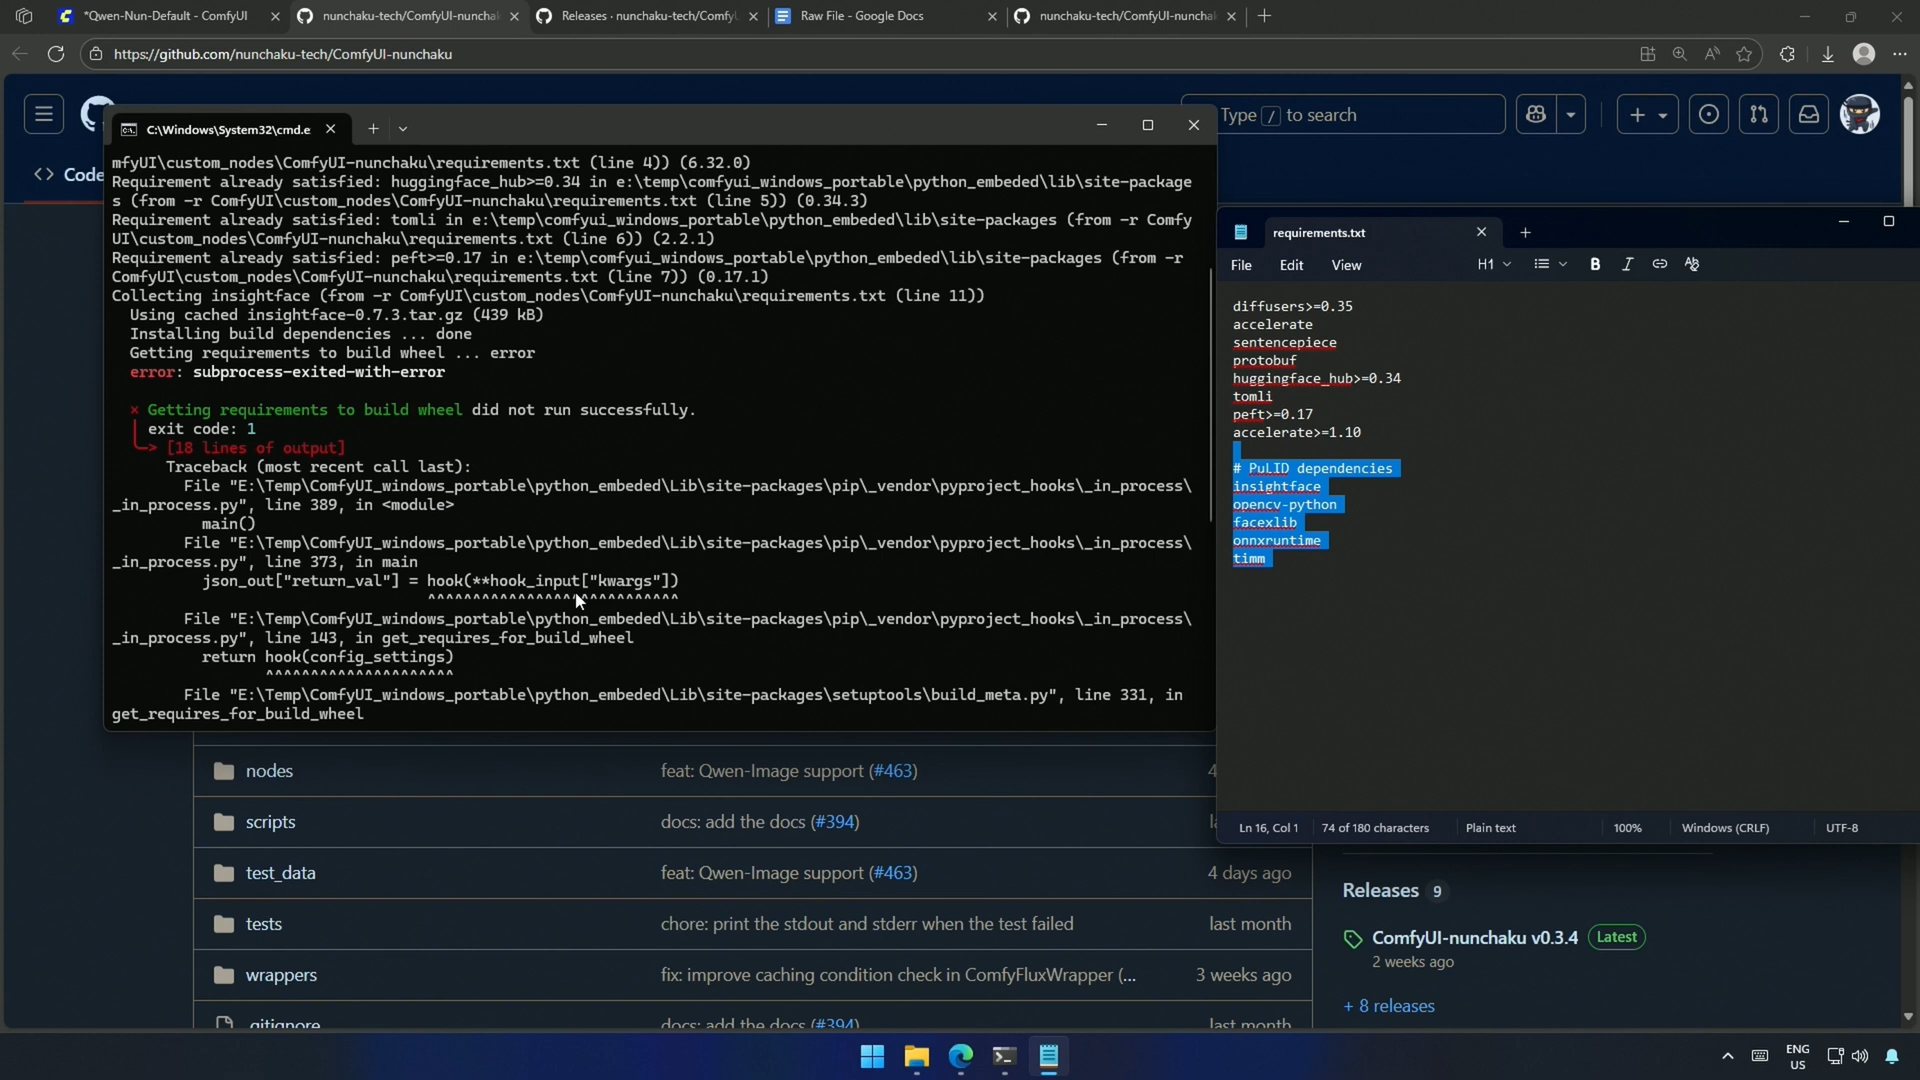 *Qwen-Nun-Default - ComfyUI
nunchaku-tech/ComfyUI-nuncha
Releases · nunchaku-tech/Comfy
Raw File - Google Docs
nunchaku-tech/ComfyUI-nuncha
https://github.com/nunchaku-tech/ComfyUI-nunchaku
Type / to search
Code
C:\Windows\System32\cmd.e
mfyUI\custom_nodes\ComfyUI-nunchaku\requirements.txt (line 4)) (6.32.0)
Requirement already satisfied: huggingface_hub>=0.34 in e:\temp\comfyui_windows_portable\python_embeded\lib\site-package
s (from -r ComfyUI\custom_nodes\ComfyUI-nunchaku\requirements.txt (line 5)) (0.34.3)
Requirement already satisfied: tomli in e:\temp\comfyui_windows_portable\python_embeded\lib\site-packages (from -r Comfy
UI\custom_nodes\ComfyUI-nunchaku\requirements.txt (line 6)) (2.2.1)
Requirement already satisfied: peft>=0.17 in e:\temp\comfyui_windows_portable\python_embeded\lib\site-packages (from -r
ComfyUI\custom_nodes\ComfyUI-nunchaku\requirements.txt (line 7)) (0.17.1)
Collecting insightface (from -r ComfyUI\custom_nodes\ComfyUI-nunchaku\requirements.txt (line 11))
Using cached insightface-0.7.3.tar.gz (439 kB)
Installing build dependencies ... done
Getting requirements to build wheel ... error
error: subprocess-exited-with-error
× Getting requirements to build wheel did not run successfully.
exit code: 1
[18 lines of output]
Traceback (most recent call last):
File "E:\Temp\ComfyUI_windows_portable\python_embeded\Lib\site-packages\pip\_vendor\pyproject_hooks\_in_process\
_in_process.py", line 389, in <module>
main()
File "E:\Temp\ComfyUI_windows_portable\python_embeded\Lib\site-packages\pip\_vendor\pyproject_hooks\_in_process\
_in_process.py", line 373, in main
json_out["return_val"] = hook(**hook_input["kwargs"])
^^^^^^^^^^^^^^^^^^^^^^^^^^^^
File "E:\Temp\ComfyUI_windows_portable\python_embeded\Lib\site-packages\pip\_vendor\pyproject_hooks\_in_process\
_in_process.py", line 143, in get_requires_for_build_wheel
return hook(config_settings)
^^^^^^^^^^^^^^^^^^^^^
File "E:\Temp\ComfyUI_windows_portable\python_embeded\Lib\site-packages\setuptools\build_meta.py", line 331, in
get_requires_for_build_wheel
requirements.txt
File Edit View H1 B I
diffusers>=0.35
accelerate
sentencepiece
protobuf
huggingface_hub>=0.34
tomli
peft>=0.17
accelerate>=1.10
# PuLID dependencies
insightface
opencv-python
facexlib
onnxruntime
timm
Ln 16, Col 1 74 of 180 characters Plain text 100% Windows (CRLF) UTF-8
nodes feat: Qwen-Image support (#463) 4
scripts docs: add the docs (#394)
test_data feat: Qwen-Image support (#463) 4 days ago
tests chore: print the stdout and stderr when the test failed last month
wrappers fix: improve caching condition check in ComfyFluxWrapper (... 3 weeks ago
.gitignore docs: add the docs (#394) last month
Releases 9
ComfyUI-nunchaku v0.3.4 Latest
2 weeks ago
+ 8 releases
ENG
US